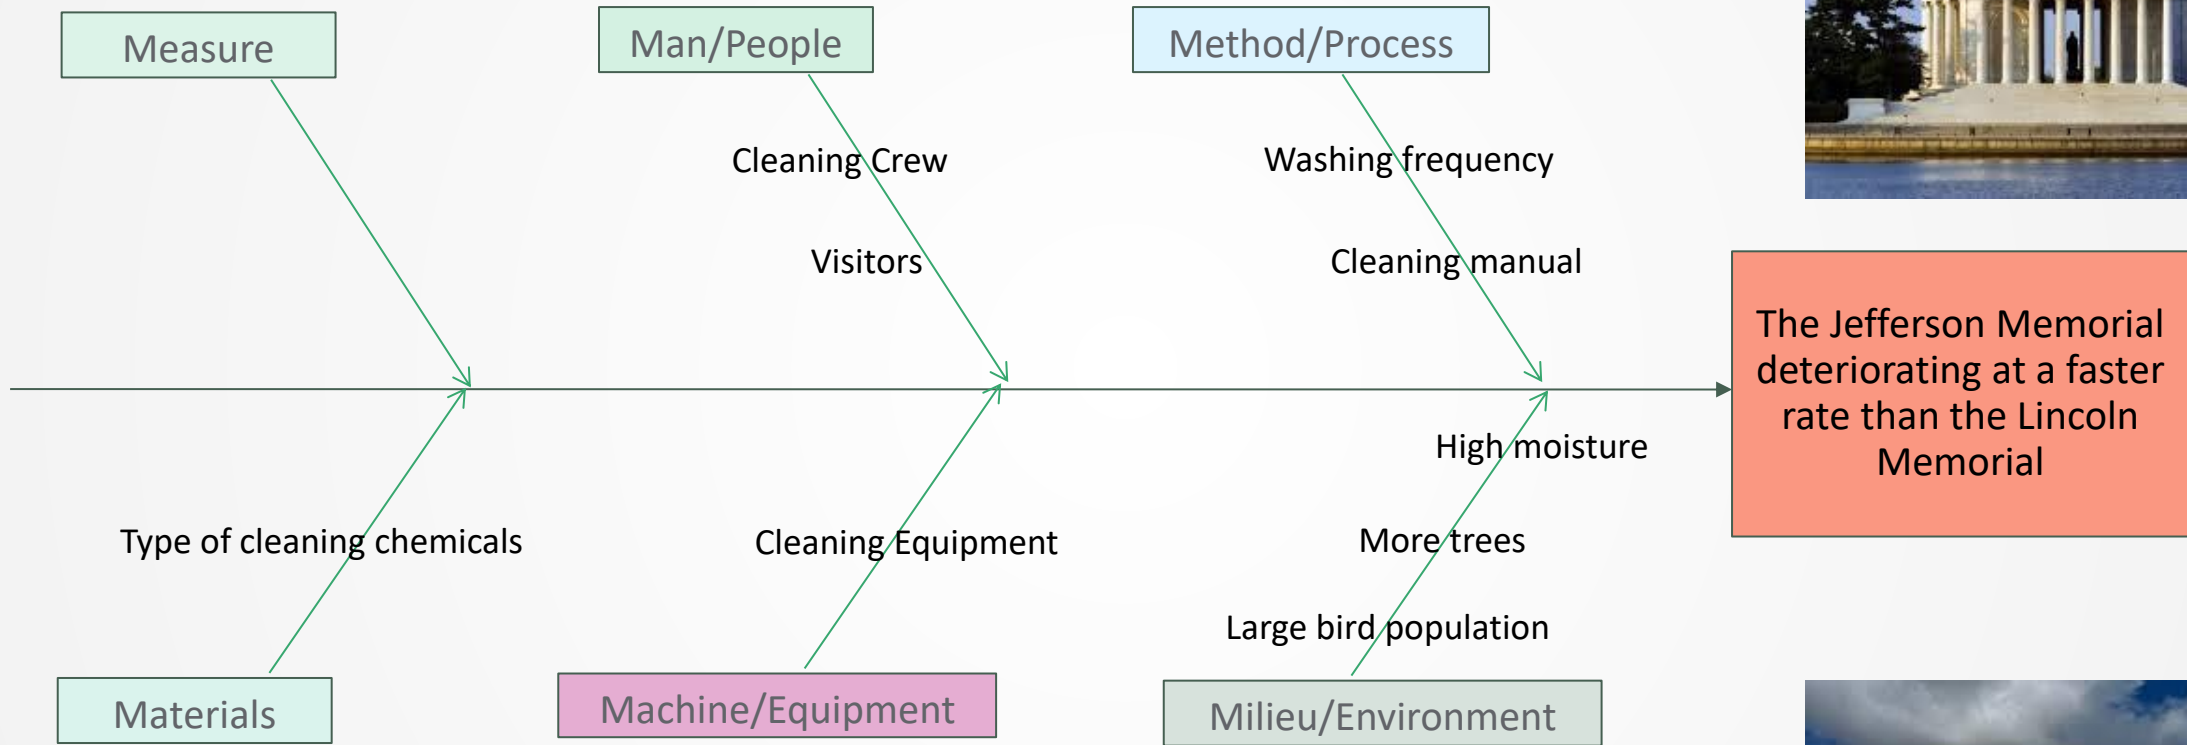 Measure
Man/People
Method/Process
Cleaning Crew
Washing frequency
Visitors
Cleaning manual
The Jefferson Memorial
deteriorating at a faster
rate than the Lincoln
Memorial
High moisture
Type of cleaning chemicals
Cleaning Equipment
More trees
Large bird population
Materials
Machine/Equipment
Milieu/Environment